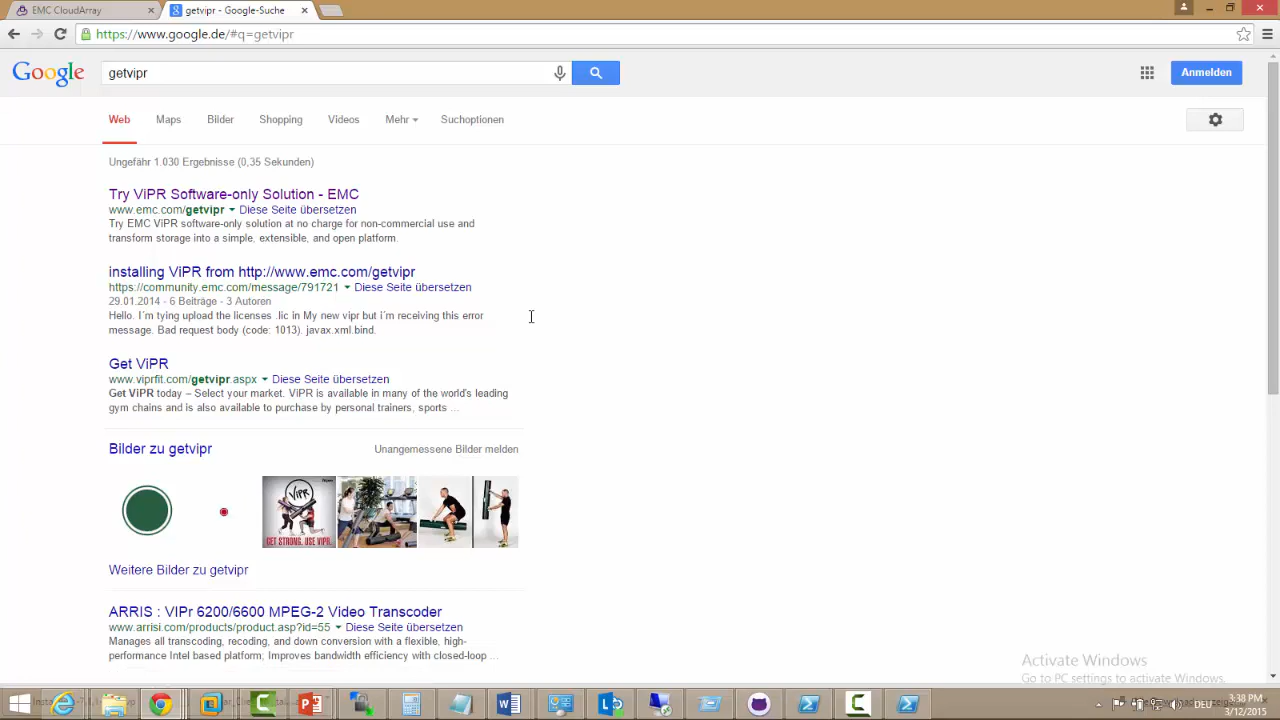 EMC CloudArray
getvipr - Google-Suche
https://www.google.de/#q=getvipr
Google
getvipr
Anmelden
Web Maps Bilder Shopping Videos Mehr Suchoptionen
Ungefähr 1.030 Ergebnisse (0,35 Sekunden)
Try ViPR Software-only Solution - EMC
www.emc.com/getvipr Diese Seite übersetzen
Try EMC ViPR software-only solution at no charge for non-commercial use and
transform storage into a simple, extensible, and open platform.
installing ViPR from http://www.emc.com/getvipr
https://community.emc.com/message/791721 Diese Seite übersetzen
29.01.2014 - 6 Beiträge - 3 Autoren
Hello. I´m tying upload the licenses .lic in My new vipr but i´m receiving this error
message. Bad request body (code: 1013). javax.xml.bind.
Get ViPR
www.viprfit.com/getvipr.aspx Diese Seite übersetzen
Get ViPR today – Select your market. ViPR is available in many of the world's leading
gym chains and is also available to purchase by personal trainers, sports ...
Bilder zu getvipr
Unangemessene Bilder melden
ViPR
GET STRONG. USE VIPR.
Weitere Bilder zu getvipr
ARRIS : VIPr 6200/6600 MPEG-2 Video Transcoder
www.arrisi.com/products/product.asp?id=55 Diese Seite übersetzen
Manages all transcoding, recoding, and down conversion with a flexible, high-
performance Intel based platform; Improves bandwidth efficiency with closed-loop ...
Activate Windows
Go to PC settings to activate Windows.
DEU
3:38 PM
3/12/2015